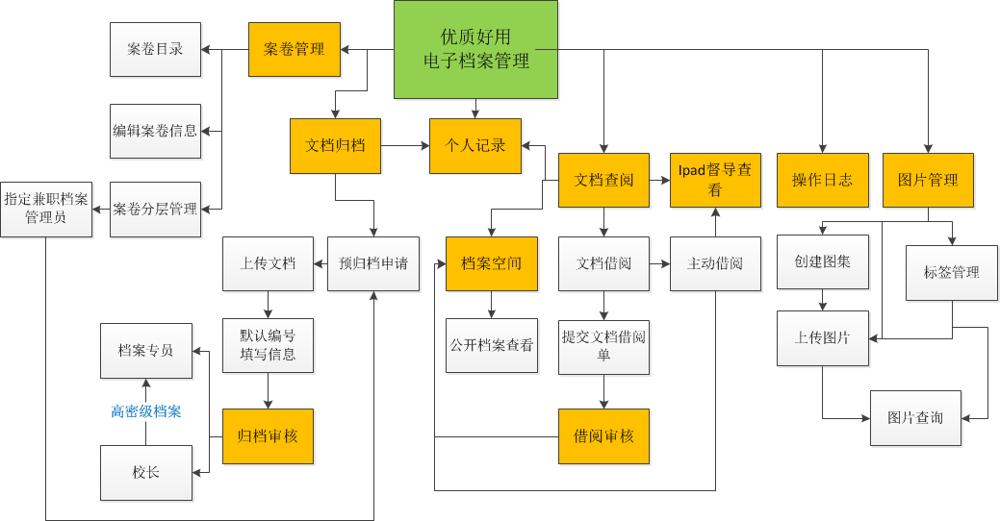 优质好用
电子档案管理
案卷目录
案卷管理
编辑案卷信息
文档归档
个人记录
文档查阅
Ipad督导查
看
操作日志
图片管理
指定兼职档案
管理员
案卷分层管理
上传文档
预归档申请
档案空间
文档借阅
主动借阅
创建图集
标签管理
默认编号
填写信息
公开档案查看
提交文档借阅
单
上传图片
档案专员
高密级档案
归档审核
借阅审核
图片查询
校长